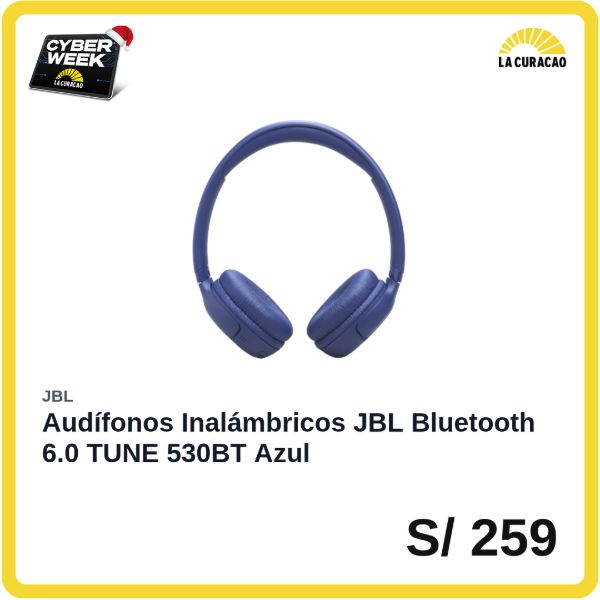 CYBER
WEEK
LA CURACAO
LA CURACAO
JBL
Audífonos Inalámbricos JBL Bluetooth
6.0 TUNE 530BT Azul
S/ 259